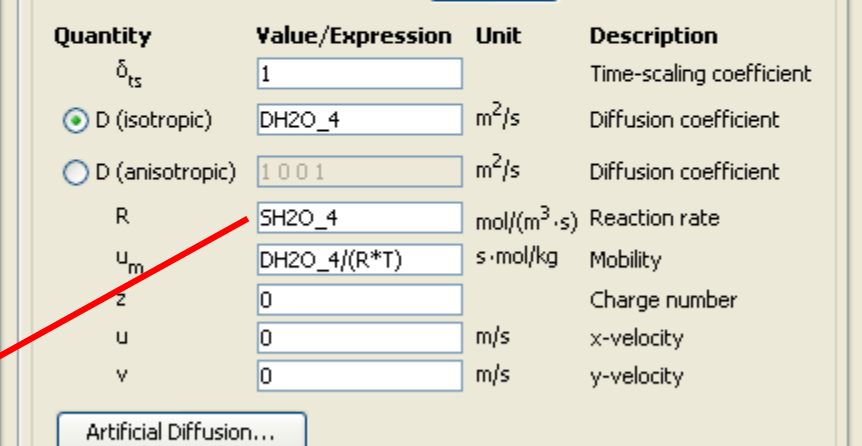 Quantity Value/Expression Unit Description
δts 1 Time-scaling coefficient
D (isotropic) DH2O_4 m²/s Diffusion coefficient
D (anisotropic) 1 0 0 1 m²/s Diffusion coefficient
R SH2O_4 mol/(m³·s) Reaction rate
um DH2O_4/(R*T) s·mol/kg Mobility
z 0 Charge number
u 0 m/s x-velocity
v 0 m/s y-velocity
Artificial Diffusion...